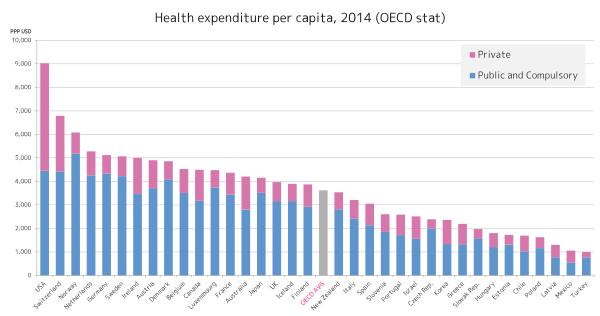 Health expenditure per capita, 2014 (OECD stat)
PPP USD
10,000
9,000
8,000
7,000
6,000
5,000
4,000
3,000
2,000
1,000
0
Private
Public and Compulsory
USA
Switzerland
Norway
Netherlands
Germany
Sweden
Ireland
Austria
Denmark
Belgium
Canada
Luxembourg
France
Australia
Japan
UK
Iceland
Finland
OECD AVG
New Zealand
Italy
Spain
Slovenia
Portugal
Israel
Czech Rep.
Korea
Greece
Slovak Rep.
Hungary
Estonia
Chile
Poland
Latvia
Mexico
Turkey